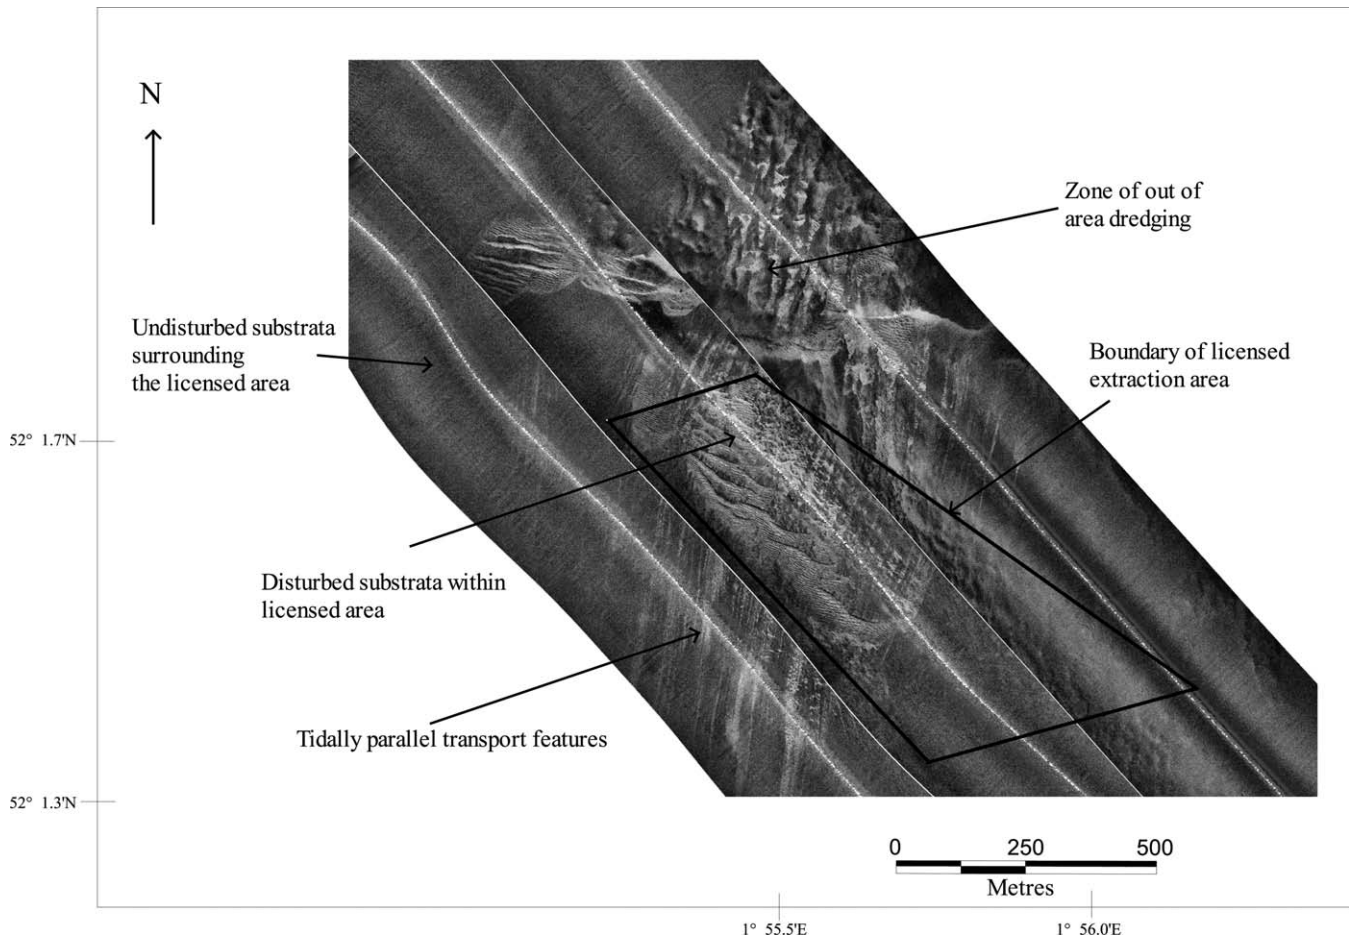 N
Zone of out of
area dredging
Undisturbed substrata
surrounding
the licensed area
Boundary of licensed
extraction area
52° 1.7'N
Disturbed substrata within
licensed area
Tidally parallel transport features
52° 1.3'N
0 250 500
Metres
1° 55.5'E 1° 56.0'E